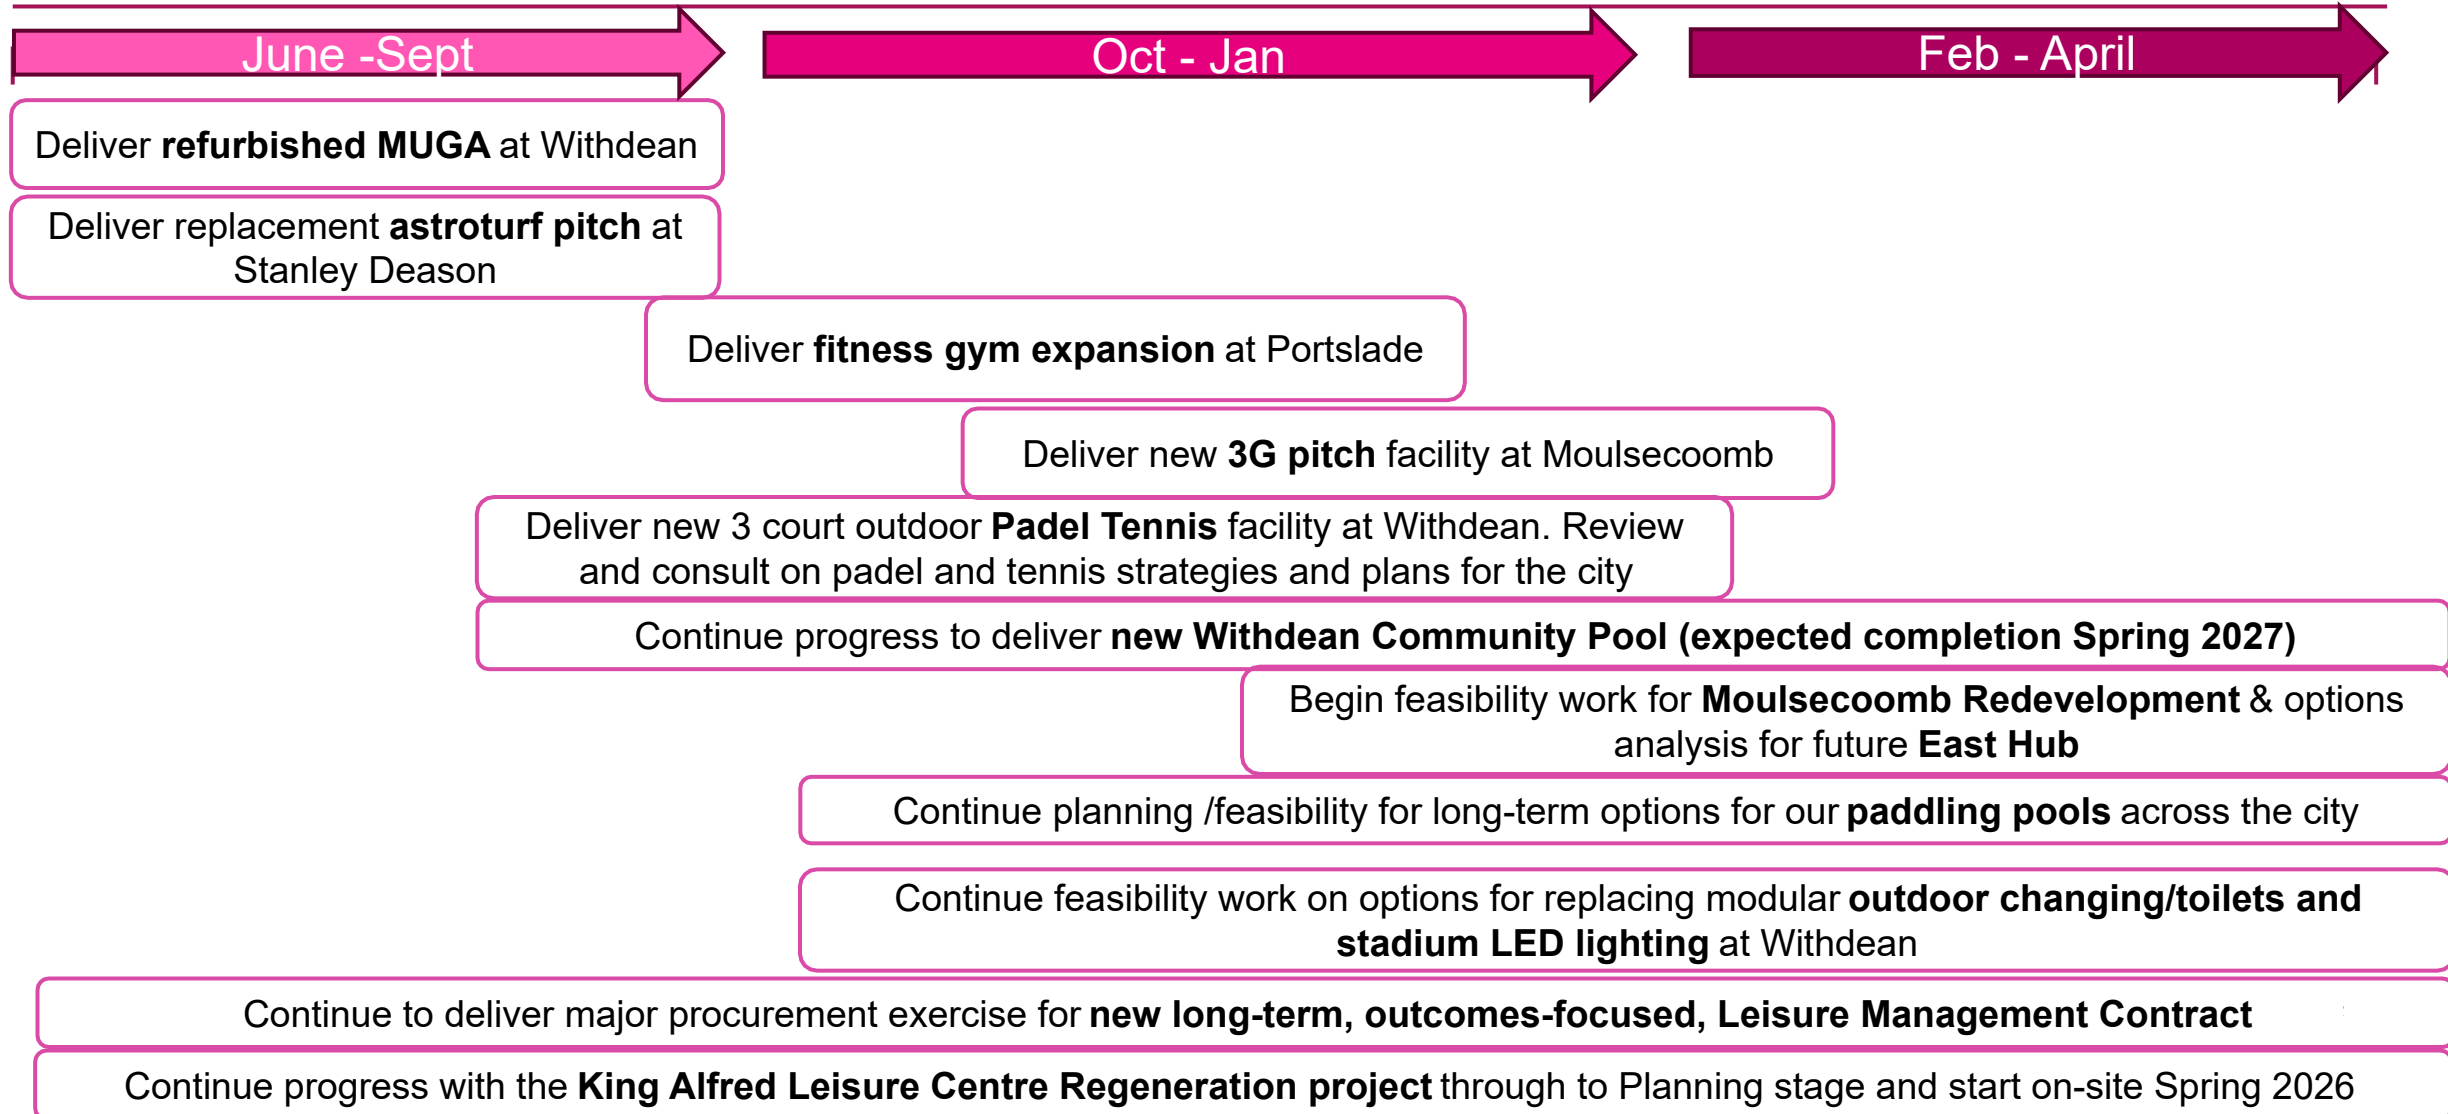 June -Sept
Oct - Jan
Feb - April
Deliver refurbished MUGA at Withdean
Deliver replacement astroturf pitch at
Stanley Deason
Deliver fitness gym expansion at Portslade
Deliver new 3G pitch facility at Moulsecoomb
Deliver new 3 court outdoor Padel Tennis facility at Withdean. Review
and consult on padel and tennis strategies and plans for the city
Continue progress to deliver new Withdean Community Pool (expected completion Spring 2027)
Begin feasibility work for Moulsecoomb Redevelopment & options
analysis for future East Hub
Continue planning /feasibility for long-term options for our paddling pools across the city
Continue feasibility work on options for replacing modular outdoor changing/toilets and
stadium LED lighting at Withdean
Continue to deliver major procurement exercise for new long-term, outcomes-focused, Leisure Management Contract
Continue progress with the King Alfred Leisure Centre Regeneration project through to Planning stage and start on-site Spring 2026